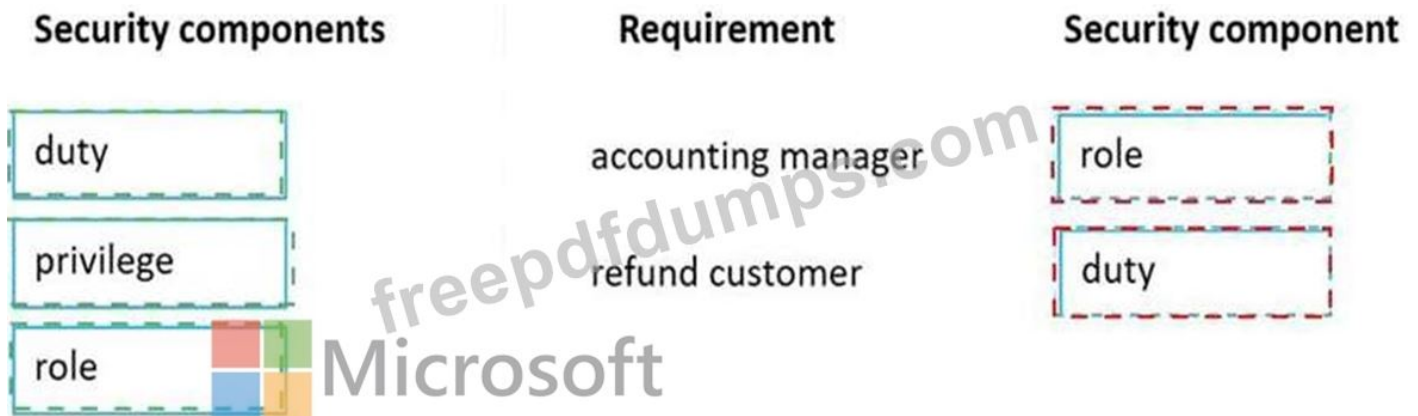 Security components Requirement Security component
duty accounting manager role
privilege refund customer duty
role
freepdfdumps.com
Microsoft